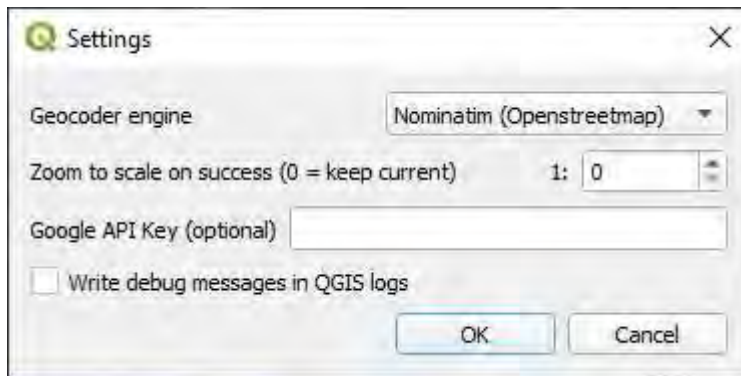 Settings
Geocoder engine Nominatim (Openstreetmap)
Zoom to scale on success (0 = keep current) 1: 0
Google API Key (optional)
Write debug messages in QGIS logs
OK Cancel